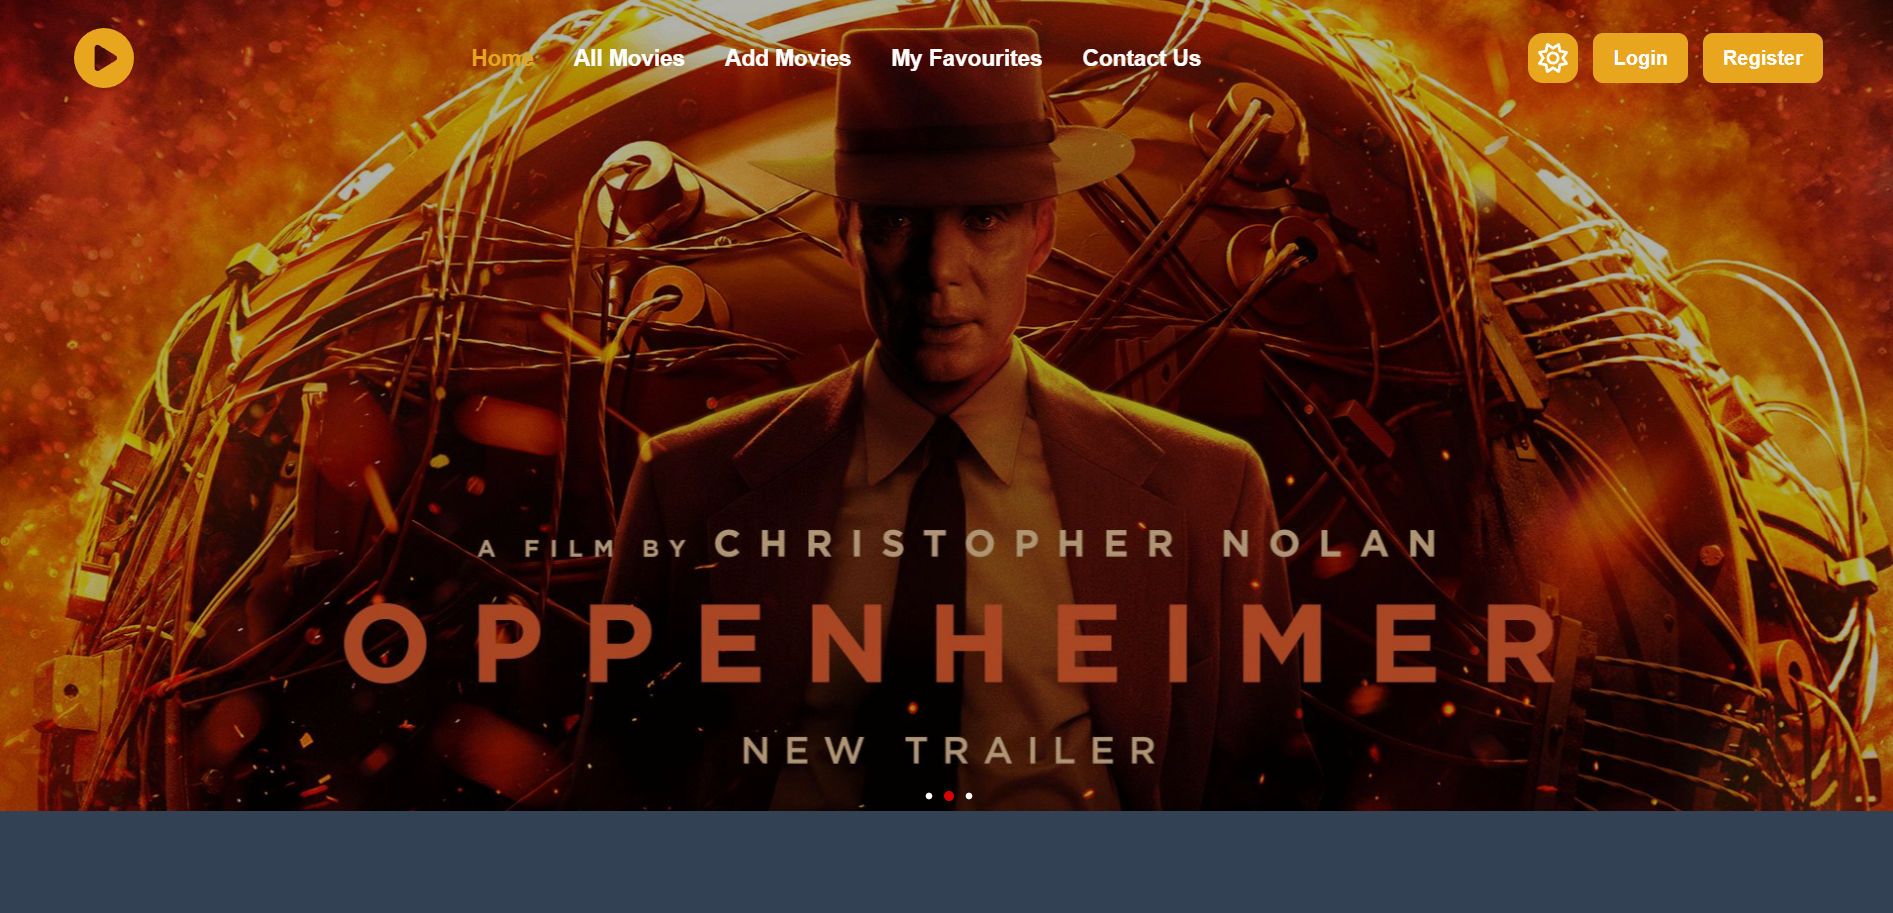 Home All Movies Add Movies My Favourites Contact Us Login Register
A FILM BY CHRISTOPHER NOLAN
OPPENHEIMER
NEW TRAILER